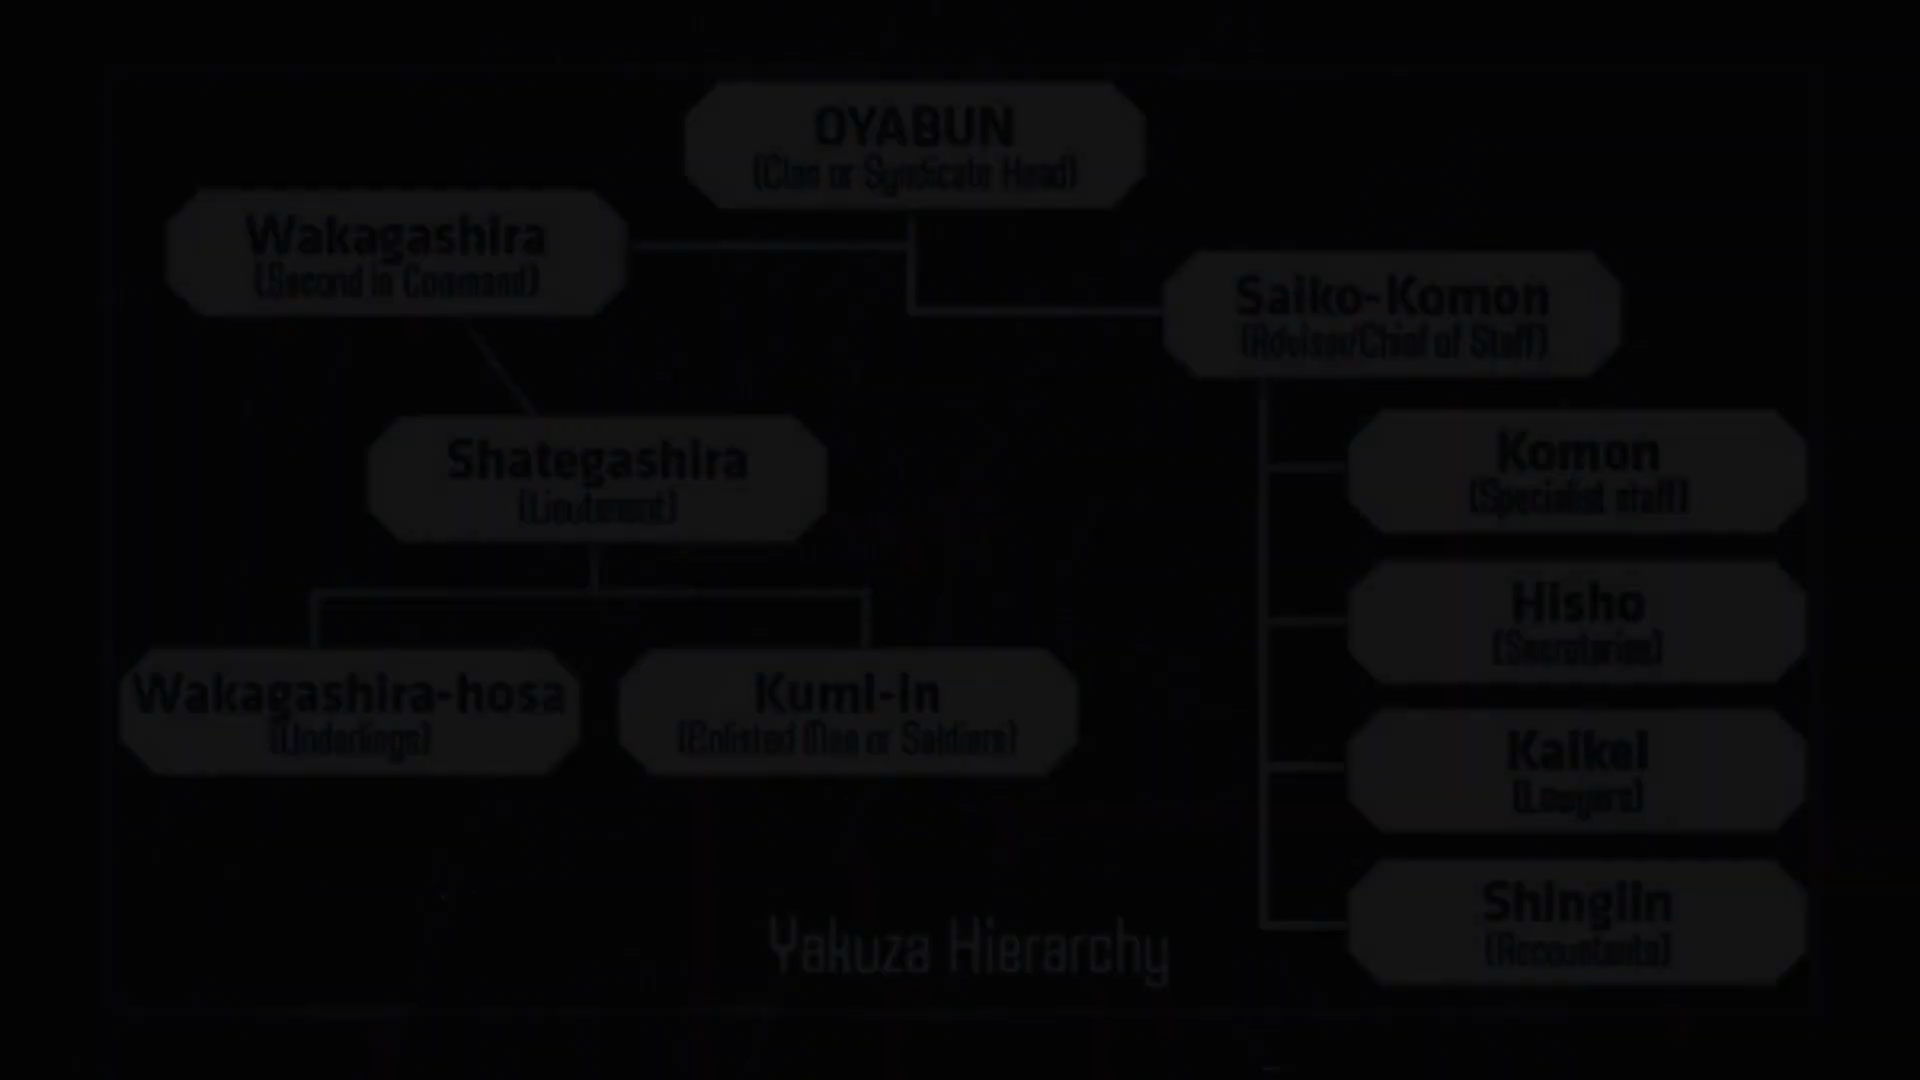 OYABUN
(Clan or Syndicate Head)
Wakagashira
(Second in Command)
Saiko-Komon
(Advisor/Chief of Staff)
Shategashira
(Lieutenant)
Komon
(Specialist staff)
Hisho
(Secretaries)
Wakagashira-hosa
(Underlings)
Kumi-in
(Enlisted Men or Soldiers)
Kaikei
(Lawyers)
Shingiin
(Accountants)
Yakuza Hierarchy